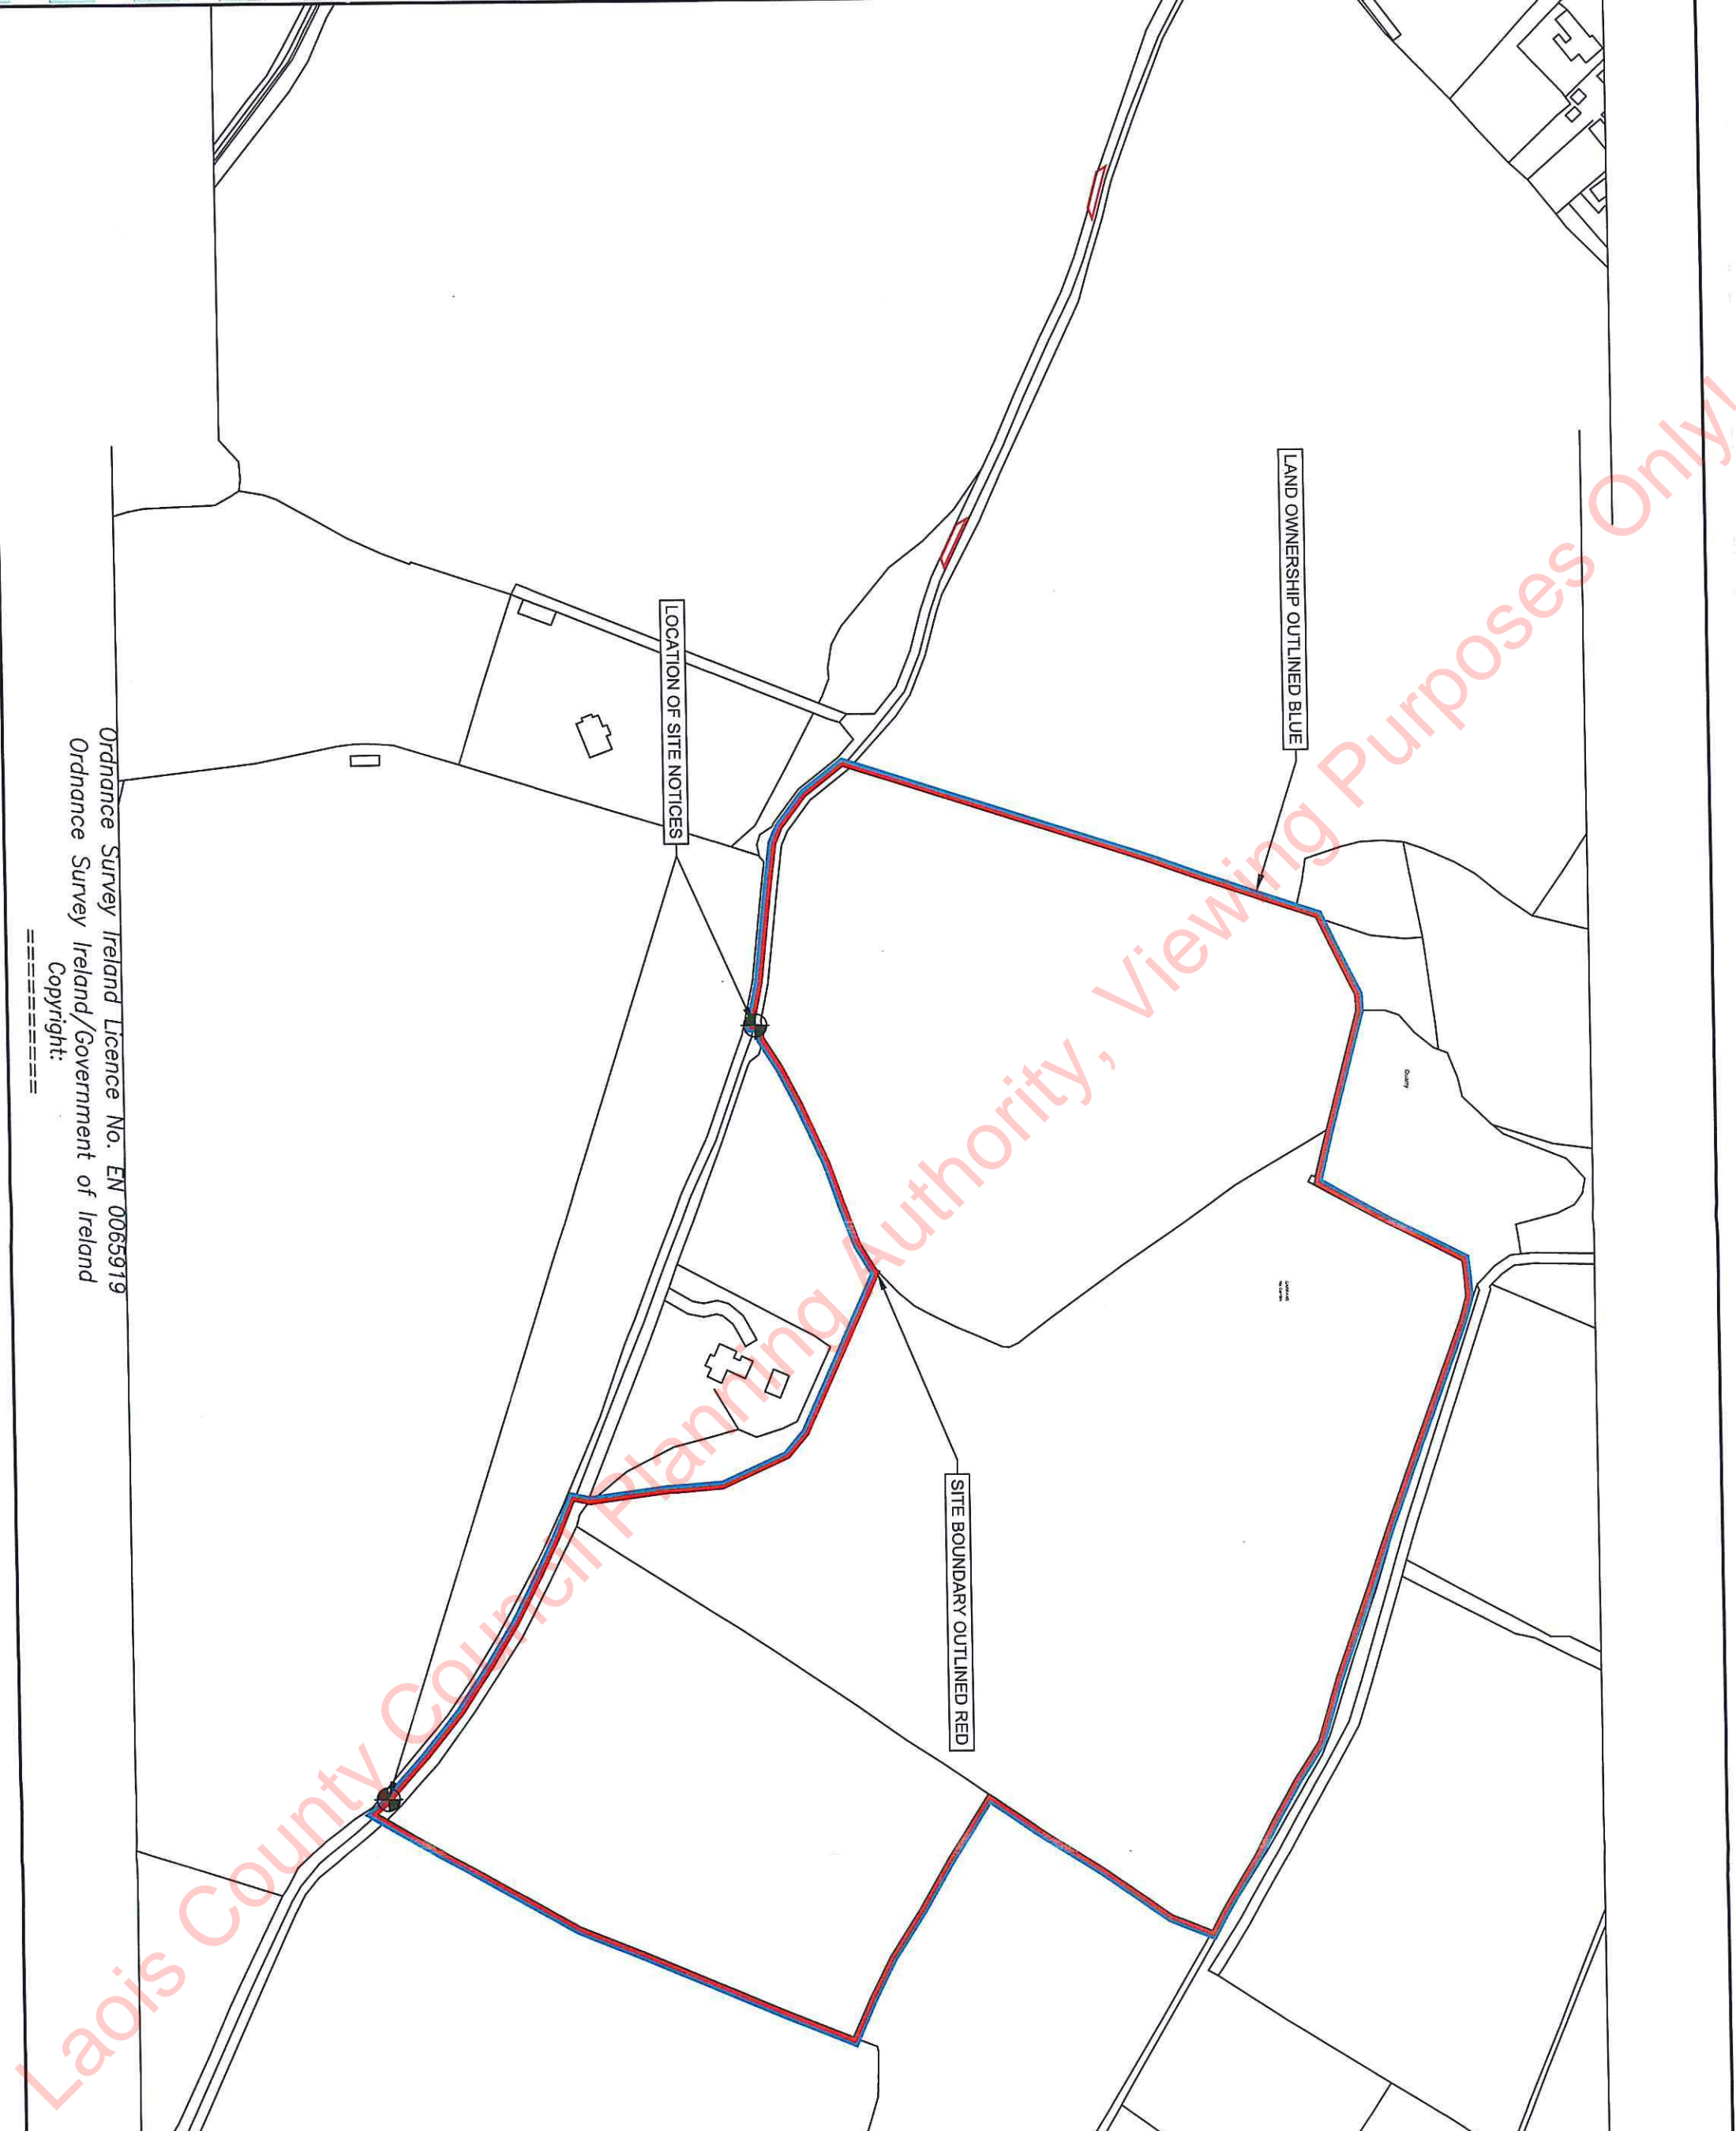 LAND OWNERSHIP OUTLINED BLUE
Quarry
LOCATION OF SITE NOTICES
SITE BOUNDARY OUTLINED RED
Laois County Council Planning Authority, Viewing Purposes Only!
Ordnance Survey Ireland Licence No. EN 0065919
Ordnance Survey Ireland/Government of Ireland
Copyright:
==========